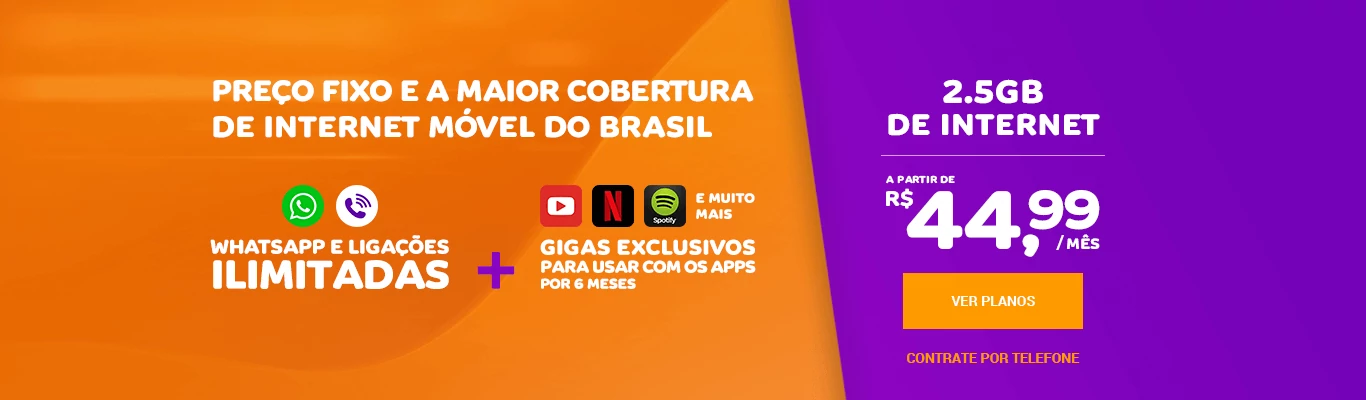 PREÇO FIXO E A MAIOR COBERTURA
DE INTERNET MÓVEL DO BRASIL
WHATSAPP E LIGAÇÕES
ILIMITADAS
+
Spotify
E MUITO
MAIS
GIGAS EXCLUSIVOS
PARA USAR COM OS APPS
POR 6 MESES
2.5GB
DE INTERNET
A PARTIR DE
R$ 44,99
/ MÊS
VER PLANOS
CONTRATE POR TELEFONE